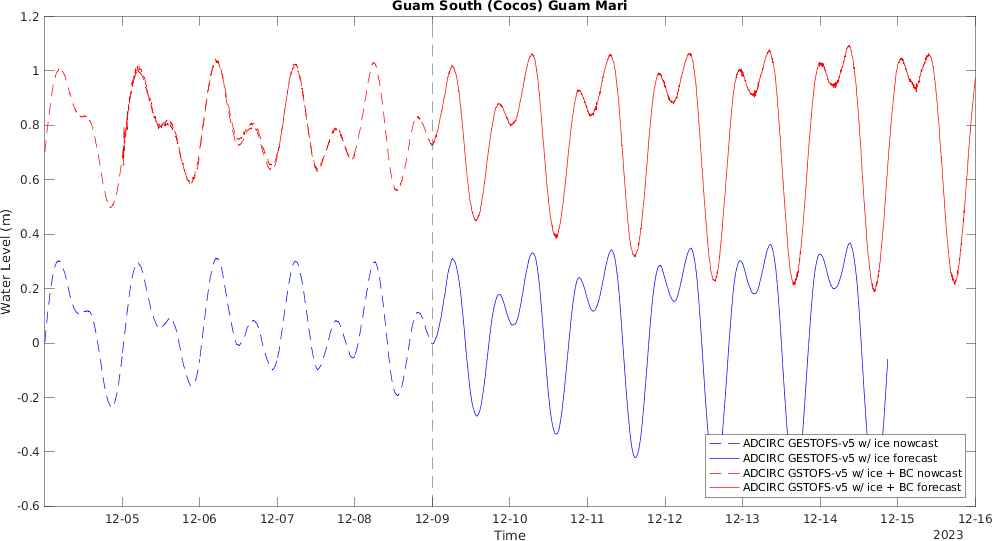 Guam South (Cocos) Guam Mari
1.2
1
0.8
0.6
0.4
0.2
0
-0.2
-0.4
-0.6
Water Level (m)
ADCIRC GESTOFS-v5 w/ ice nowcast
ADCIRC GESTOFS-v5 w/ ice forecast
ADCIRC GSTOFS-v5 w/ ice + BC nowcast
ADCIRC GSTOFS-v5 w/ ice + BC forecast
12-05 12-06 12-07 12-08 12-09 12-10 12-11 12-12 12-13 12-14 12-15 12-16
Time
2023